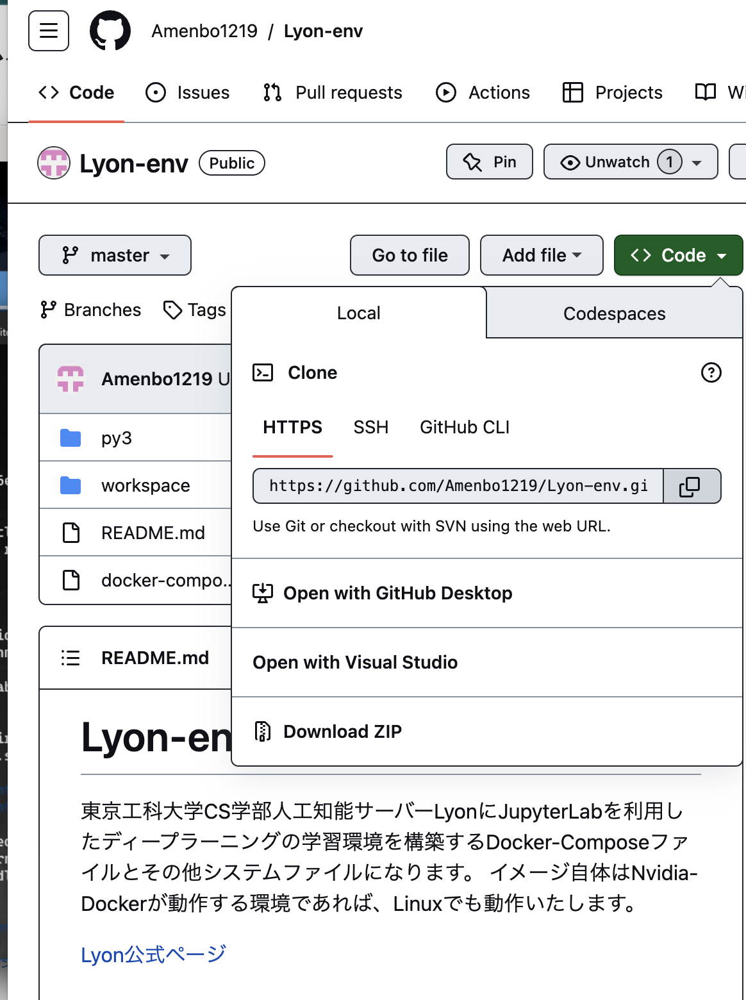 Amenbo1219 / Lyon-env
Code Issues Pull requests Actions Projects
Lyon-env Public Pin Unwatch 1
master Go to file Add file Code
Branches Tags
Local Codespaces
Amenbo1219
Clone
HTTPS SSH GitHub CLI
py3
https://github.com/Amenbo1219/Lyon-env.gi
workspace
Use Git or checkout with SVN using the web URL.
README.md
docker-compo...
Open with GitHub Desktop
README.md
Open with Visual Studio
Download ZIP
Lyon-en
東京工科大学CS学部人工知能サーバーLyonにJupyterLabを利用し
たディープラーニングの学習環境を構築するDocker-Composeファ
イルとその他システムファイルになります。 イメージ自体はNvidia-
Dockerが動作する環境であれば、Linuxでも動作いたします。
Lyon公式ページ